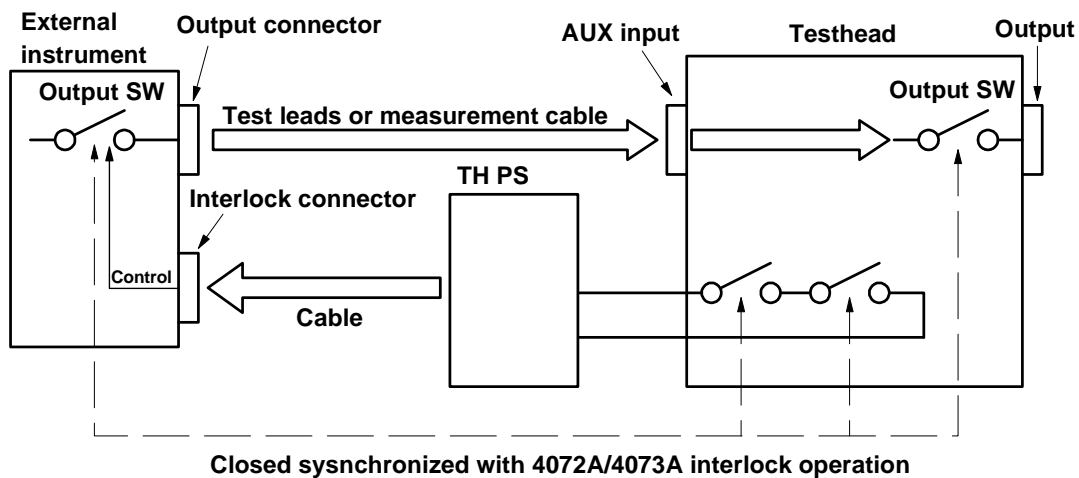 External
instrument
Output connector
AUX input
Testhead
Output
Output SW
Output SW
Test leads or measurement cable
TH PS
Interlock connector
Control
Cable
Closed sysnchronized with 4072A/4073A interlock operation